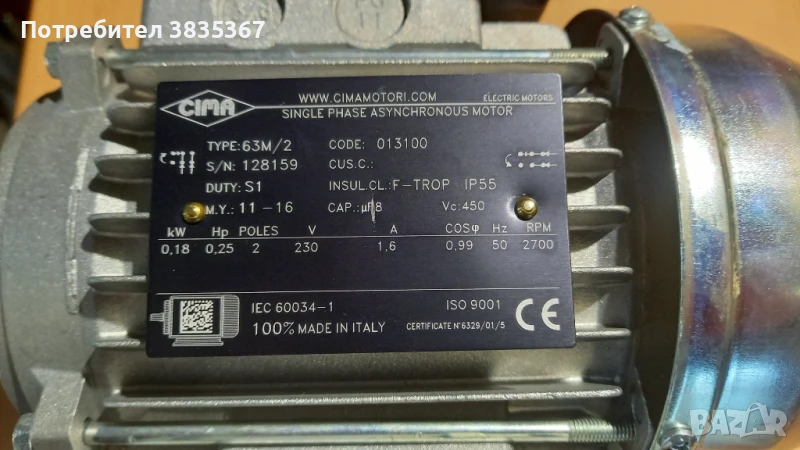 Потребител 3835367
CIMA
WWW.CIMAMOTORI.COM ELECTRIC MOTORS
SINGLE PHASE ASYNCHRONOUS MOTOR
TYPE: 63M/2 CODE: 013100
S/N: 128159 CUS.C.:
DUTY: S1 INSUL.CL.: F-TROP IP55
M.Y.: 11-16 CAP.: µF8 Vc: 450
kW Hp POLES V A COSφ Hz RPM
0,18 0,25 2 230 1,6 0,99 50 2700
IEC 60034-1 ISO 9001
100% MADE IN ITALY CERTIFICATE N°6329/01/5 CE
BAZAR